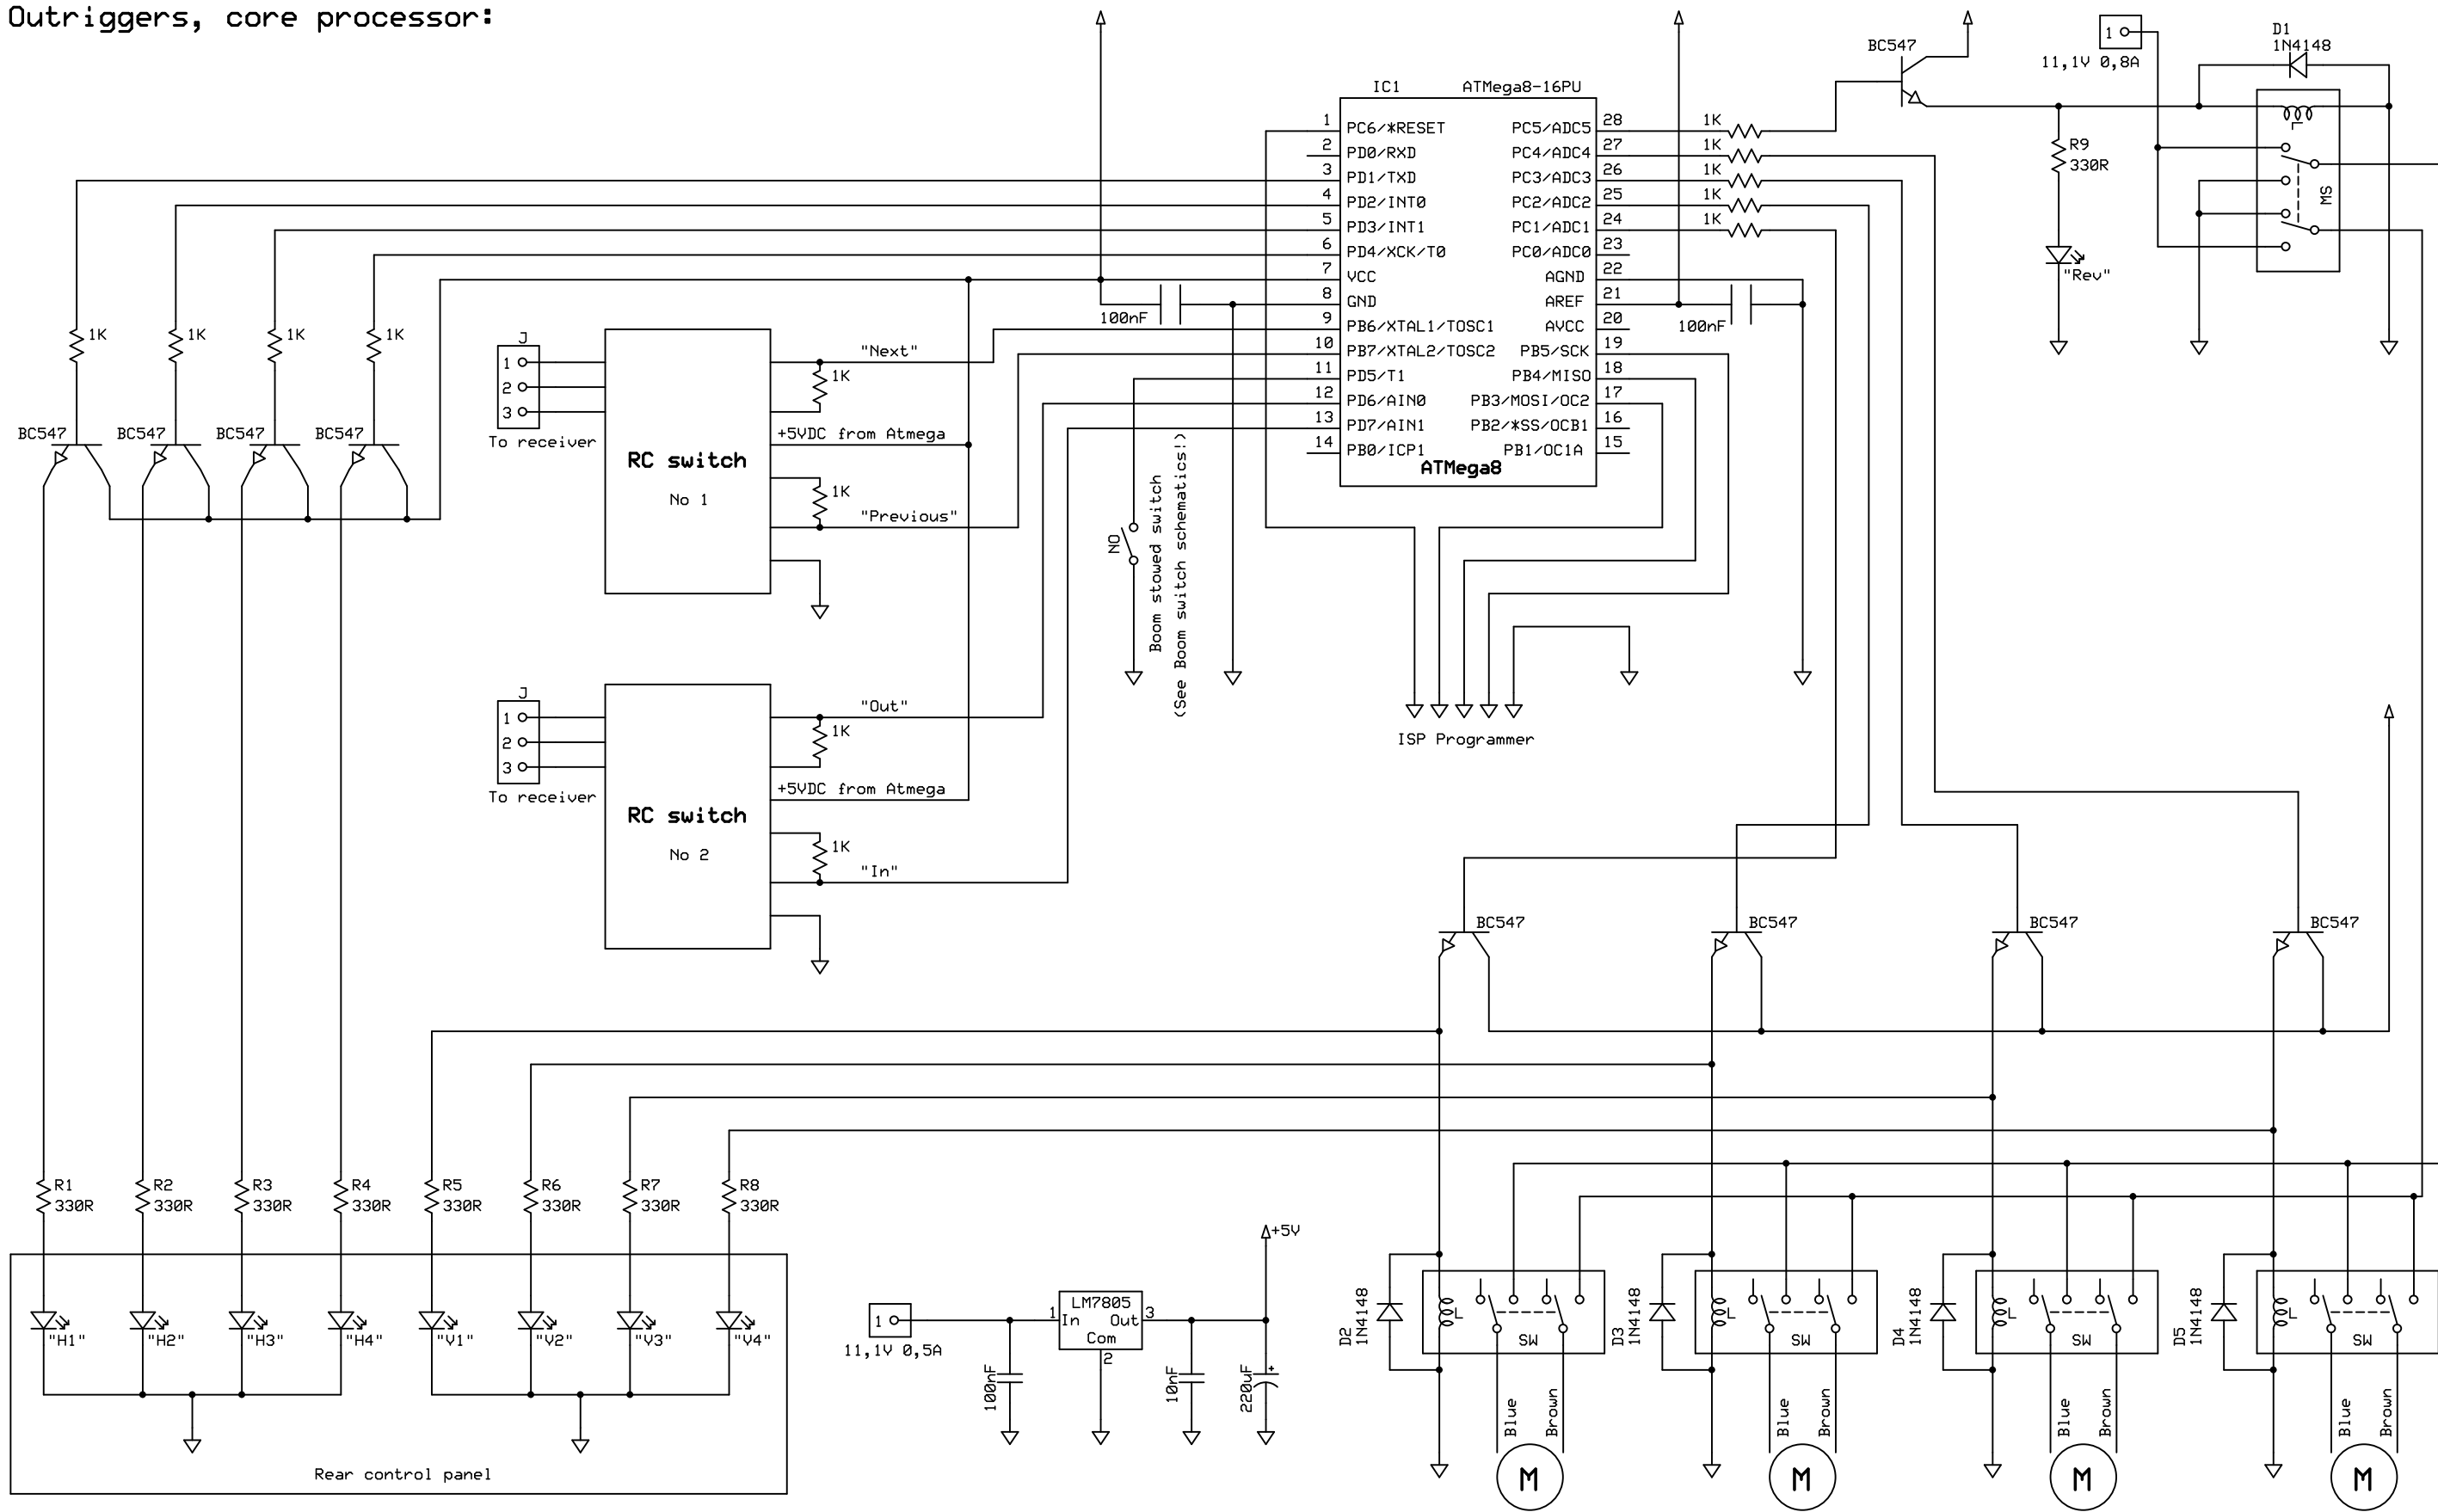 Outriggers, core processor:
BC547
1
11,1V 0,8A
D1
1N4148
IC1 ATMega8-16PU
1 PC6/*RESET PC5/ADC5 28 1K
2 PD0/RXD PC4/ADC4 27 1K
3 PD1/TXD PC3/ADC3 26 1K
4 PD2/INT0 PC2/ADC2 25 1K
5 PD3/INT1 PC1/ADC1 24 1K
6 PD4/XCK/T0 PC0/ADC0 23
7 VCC AGND 22
8 GND AREF 21
9 PB6/XTAL1/TOSC1 AVCC 20
10 PB7/XTAL2/TOSC2 PB5/SCK 19
11 PD5/T1 PB4/MISO 18
12 PD6/AIN0 PB3/MOSI/OC2 17
13 PD7/AIN1 PB2/*SS/OCB1 16
14 PB0/ICP1 PB1/OC1A 15
ATMega8
100nF
100nF
R9
330R
"Rev"
L
SW
1K
1K
1K
1K
BC547
BC547
BC547
BC547
J
1
2
3
To receiver
RC switch
No 1
"Next"
1K
+5VDC from Atmega
1K
"Previous"
NO
Boom stowed switch
(See Boom switch schematics!)
J
1
2
3
To receiver
RC switch
No 2
"Out"
1K
+5VDC from Atmega
1K
"In"
ISP Programmer
BC547
BC547
BC547
BC547
R1
330R
R2
330R
R3
330R
R4
330R
R5
330R
R6
330R
R7
330R
R8
330R
"H1"
"H2"
"H3"
"H4"
"V1"
"V2"
"V3"
"V4"
Rear control panel
1
11,1V 0,5A
100nF
LM7805
1 In Out 3
Com
2
10nF
+5V
+
220uF
D2
1N4148
L
SW
Blue
Brown
M
D3
1N4148
L
SW
Blue
Brown
M
D4
1N4148
L
SW
Blue
Brown
M
D5
1N4148
L
SW
Blue
Brown
M